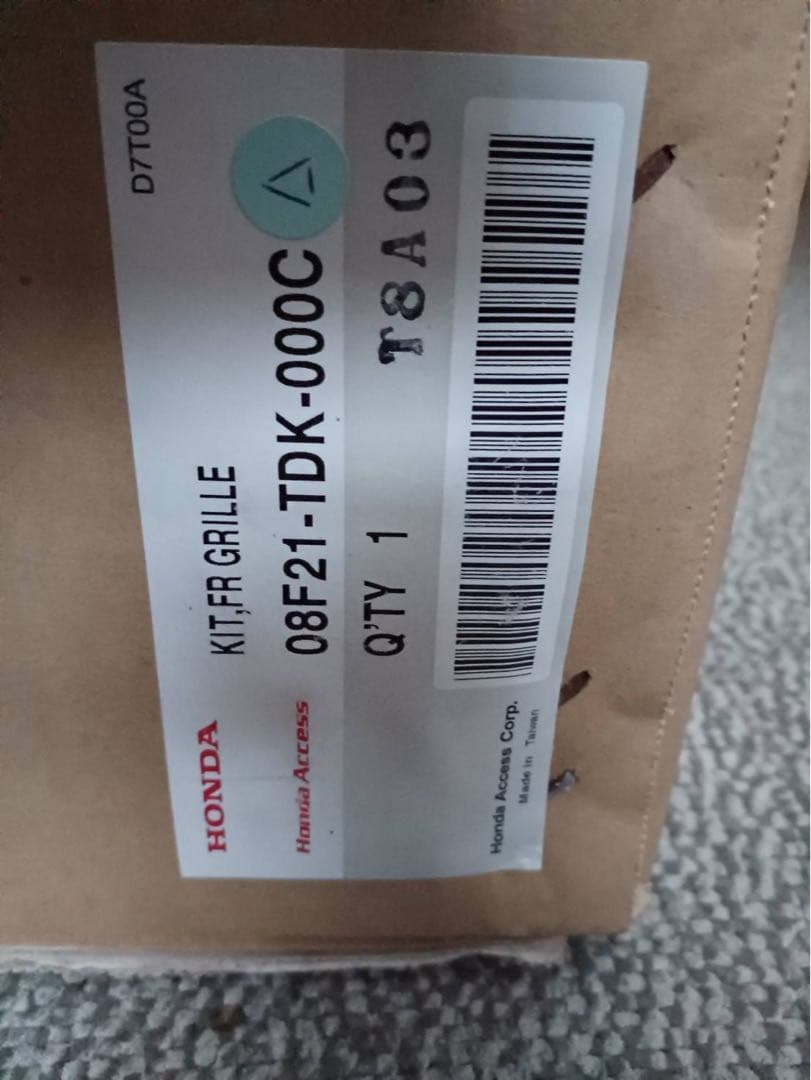 D7T00A
HONDA
KIT,FR GRILLE
Honda Access
08F21-TDK-000C
Q'TY 1
T8A03
Honda Access Corp.
Made in Taiwan